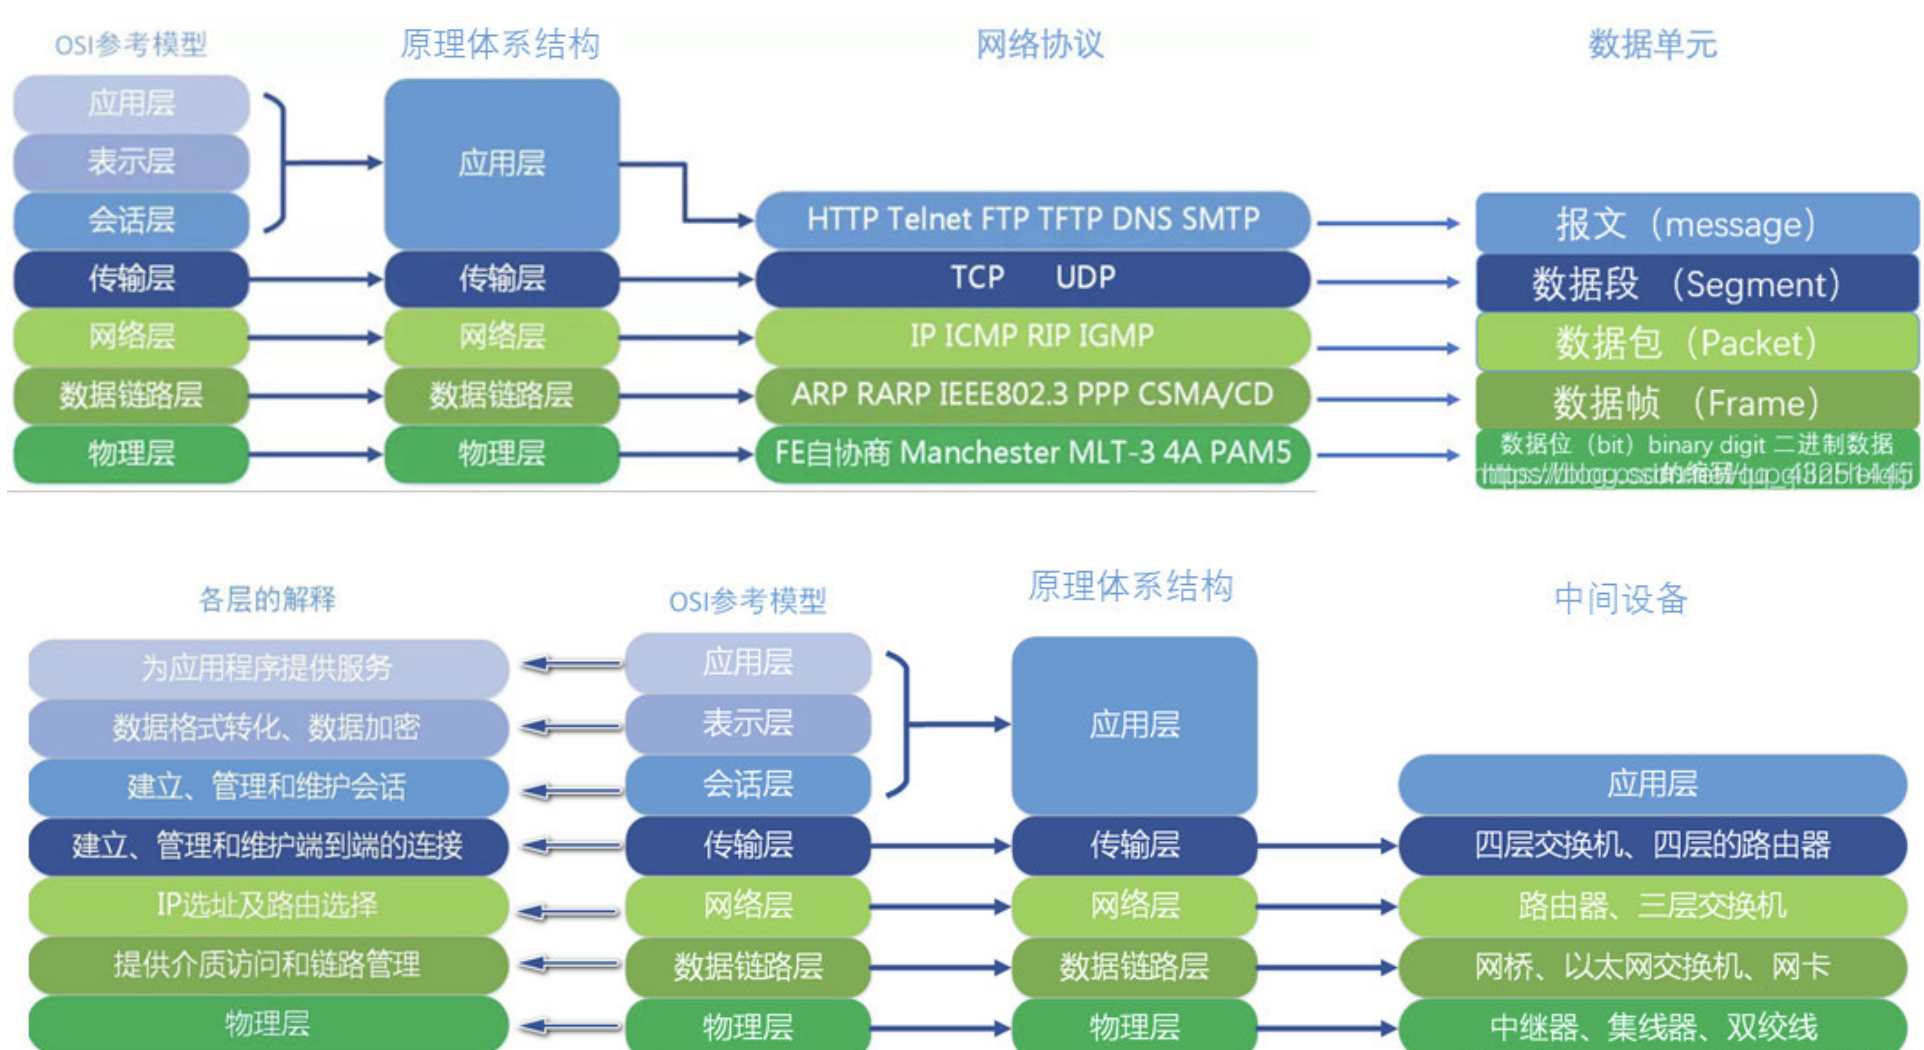 OSI参考模型 原理体系结构 网络协议 数据单元
应用层
表示层 应用层
会话层 HTTP Telnet FTP TFTP DNS SMTP 报文（message）
传输层 传输层 TCP UDP 数据段 （Segment）
网络层 网络层 IP ICMP RIP IGMP 数据包（Packet）
数据链路层 数据链路层 ARP RARP IEEE802.3 PPP CSMA/CD 数据帧 （Frame）
物理层 物理层 FE自协商 Manchester MLT-3 4A PAM5 数据位（bit）binary digit 二进制数据
的缩写
各层的解释 OSI参考模型 原理体系结构 中间设备
为应用程序提供服务 应用层
数据格式转化、数据加密 表示层 应用层
建立、管理和维护会话 会话层 应用层
建立、管理和维护端到端的连接 传输层 传输层 四层交换机、四层的路由器
IP选址及路由选择 网络层 网络层 路由器、三层交换机
提供介质访问和链路管理 数据链路层 数据链路层 网桥、以太网交换机、网卡
物理层 物理层 物理层 中继器、集线器、双绞线